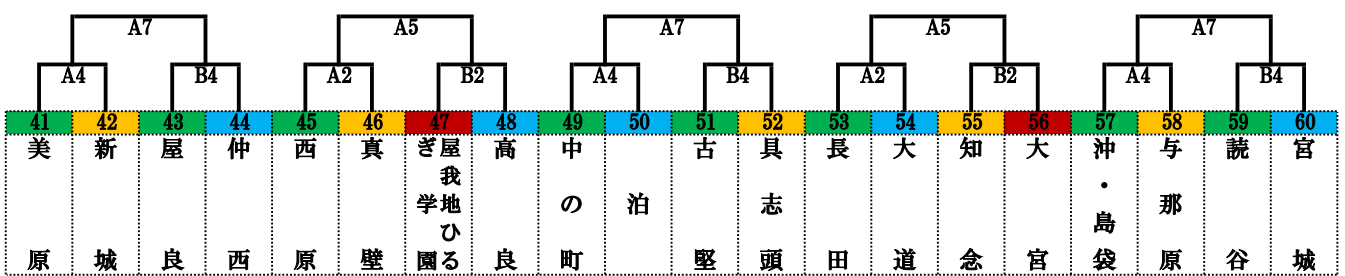 A7 A5 A7 A5 A7
A4 B4 A2 B2 A4 B4 A2 B2 A4 B4
41 42 43 44 45 46 47 48 49 50 51 52 53 54 55 56 57 58 59 60
美原
新城
屋良
仲西
西原
真壁
屋我地ひるぎ学園
高良
中の町
泊
古堅
具志頭
長田
大道
知念
大宮
沖・島袋
与那原
読谷
宮城